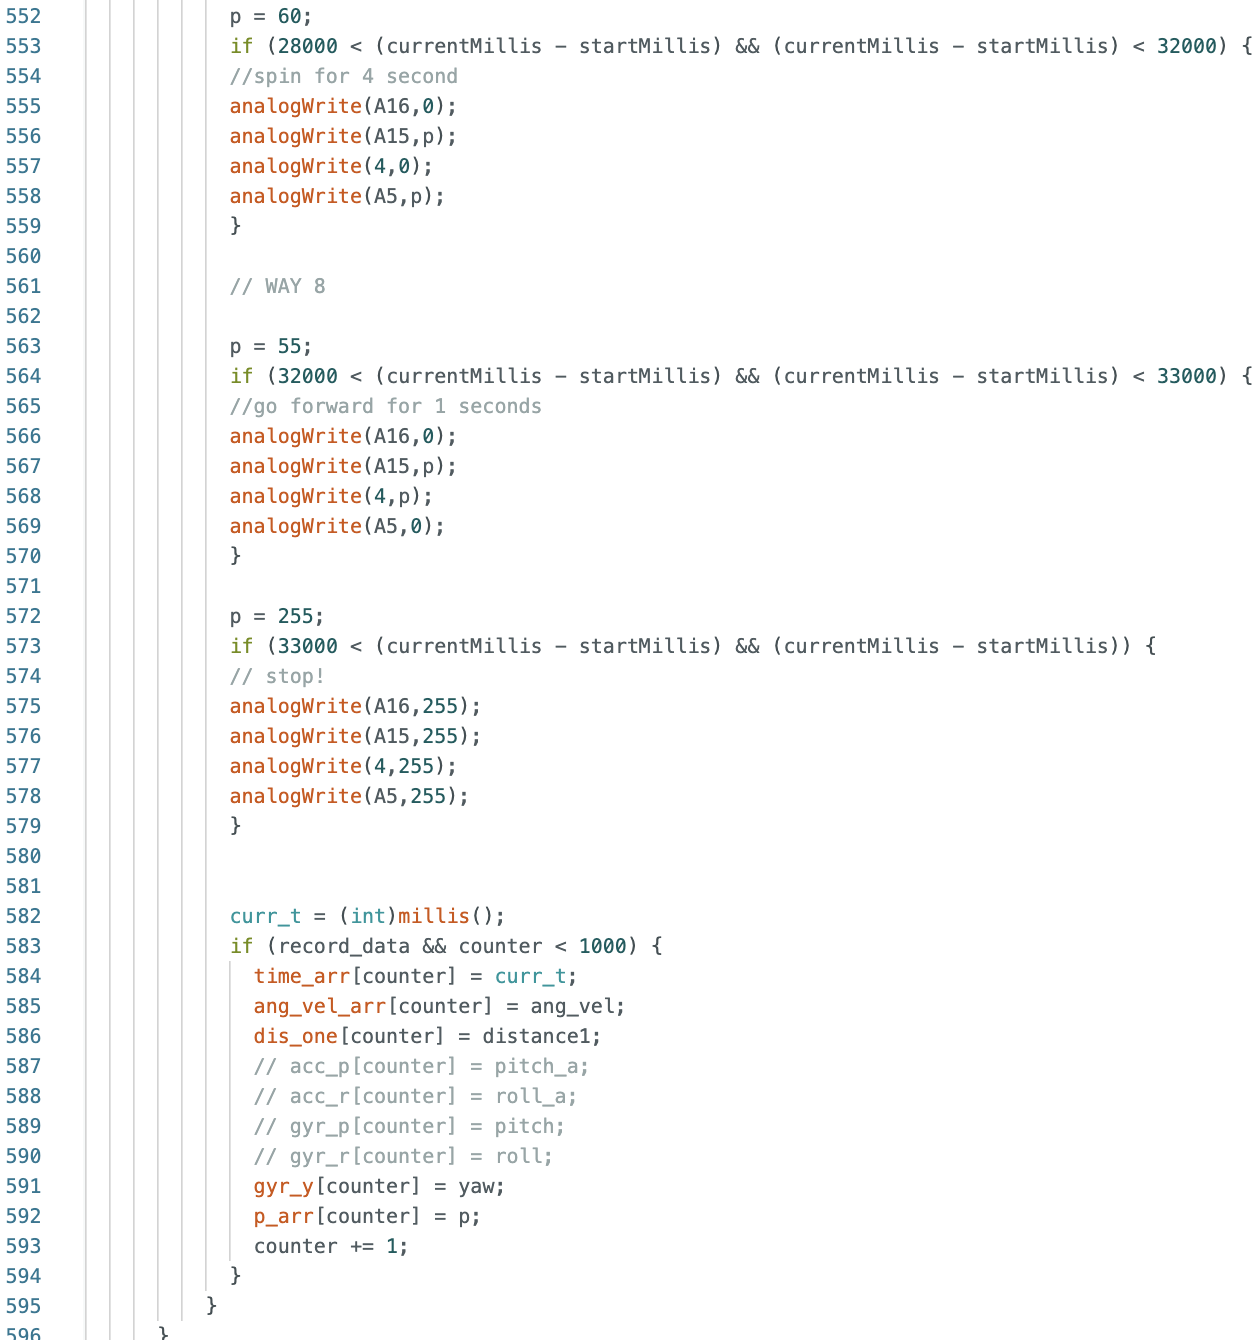 552 p = 60;
553 if (28000 < (currentMillis - startMillis) && (currentMillis - startMillis) < 32000) {
554 //spin for 4 second
555 analogWrite(A16,0);
556 analogWrite(A15,p);
557 analogWrite(4,0);
558 analogWrite(A5,p);
559 }
560
561 // WAY 8
562
563 p = 55;
564 if (32000 < (currentMillis - startMillis) && (currentMillis - startMillis) < 33000) {
565 //go forward for 1 seconds
566 analogWrite(A16,0);
567 analogWrite(A15,p);
568 analogWrite(4,p);
569 analogWrite(A5,0);
570 }
571
572 p = 255;
573 if (33000 < (currentMillis - startMillis) && (currentMillis - startMillis)) {
574 // stop!
575 analogWrite(A16,255);
576 analogWrite(A15,255);
577 analogWrite(4,255);
578 analogWrite(A5,255);
579 }
580
581
582 curr_t = (int)millis();
583 if (record_data && counter < 1000) {
584 time_arr[counter] = curr_t;
585 ang_vel_arr[counter] = ang_vel;
586 dis_one[counter] = distance1;
587 // acc_p[counter] = pitch_a;
588 // acc_r[counter] = roll_a;
589 // gyr_p[counter] = pitch;
590 // gyr_r[counter] = roll;
591 gyr_y[counter] = yaw;
592 p_arr[counter] = p;
593 counter += 1;
594 }
595 }
596 }